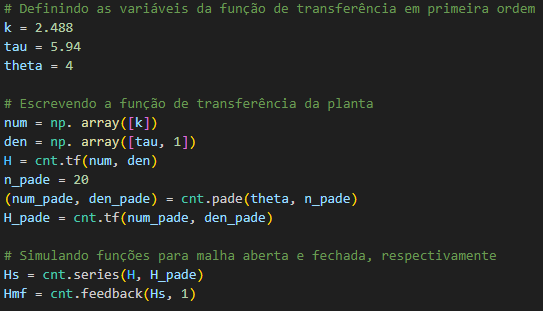 # Definindo as variáveis da função de transferência em primeira ordem
k = 2.488
tau = 5.94
theta = 4
# Escrevendo a função de transferência da planta
num = np. array([k])
den = np. array([tau, 1])
H = cnt.tf(num, den)
n_pade = 20
(num_pade, den_pade) = cnt.pade(theta, n_pade)
H_pade = cnt.tf(num_pade, den_pade)
# Simulando funções para malha aberta e fechada, respectivamente
Hs = cnt.series(H, H_pade)
Hmf = cnt.feedback(Hs, 1)